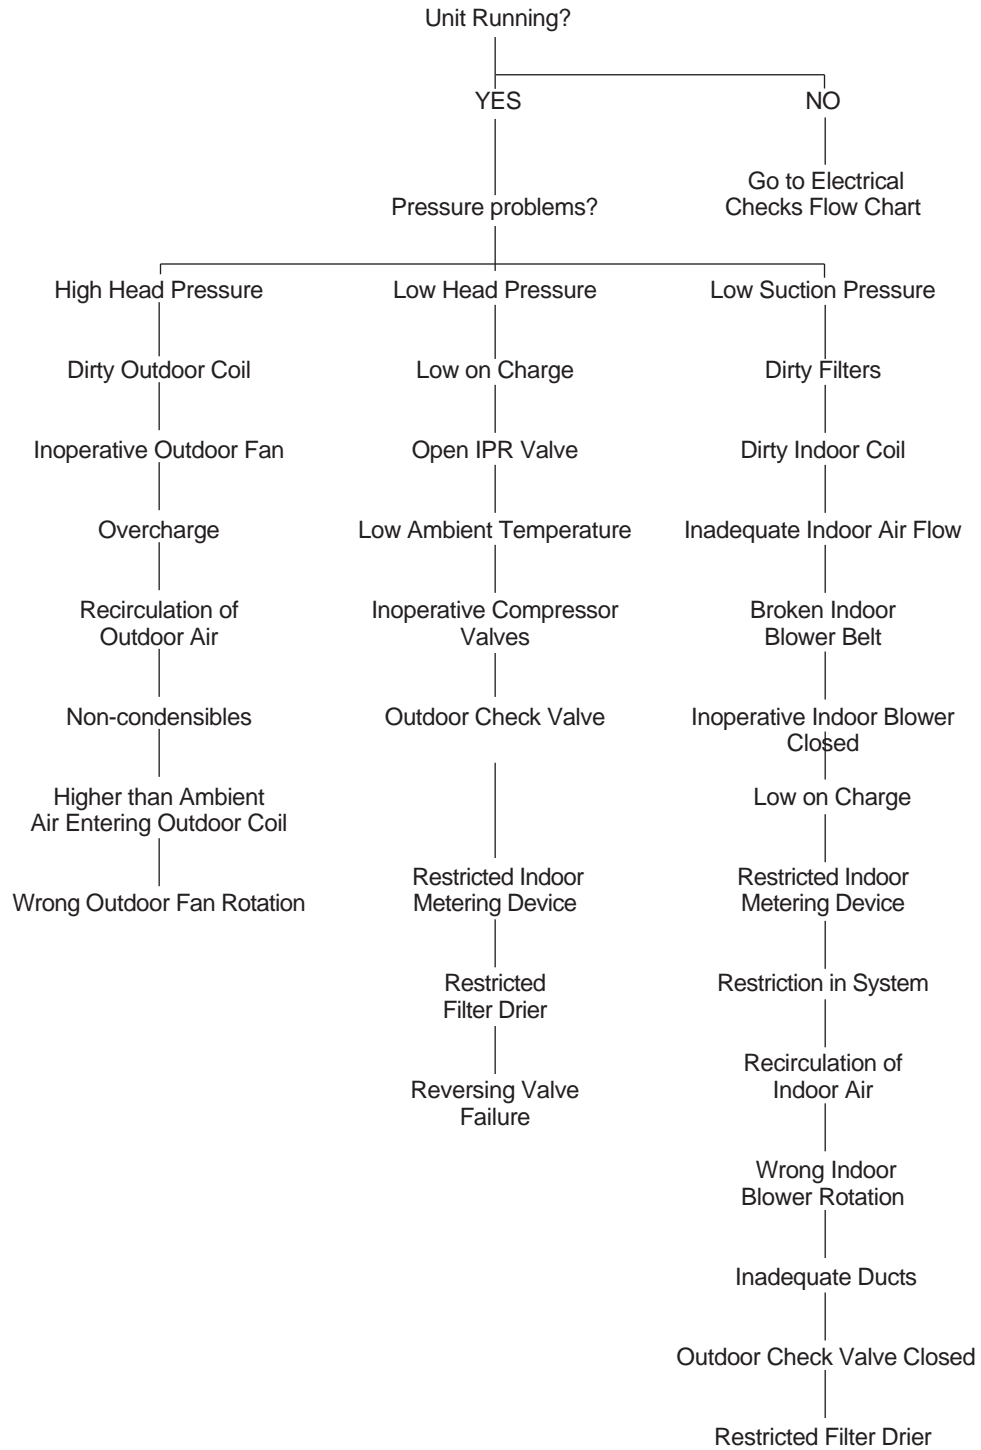 Unit Running?
YES
NO
Go to Electrical
Checks Flow Chart
Pressure problems?
High Head Pressure
Dirty Outdoor Coil
Inoperative Outdoor Fan
Overcharge
Recirculation of
Outdoor Air
Non-condensibles
Higher than Ambient
Air Entering Outdoor Coil
Wrong Outdoor Fan Rotation
Low Head Pressure
Low on Charge
Open IPR Valve
Low Ambient Temperature
Inoperative Compressor
Valves
Outdoor Check Valve
Restricted Indoor
Metering Device
Restricted
Filter Drier
Reversing Valve
Failure
Low Suction Pressure
Dirty Filters
Dirty Indoor Coil
Inadequate Indoor Air Flow
Broken Indoor
Blower Belt
Inoperative Indoor Blower
Closed
Low on Charge
Restricted Indoor
Metering Device
Restriction in System
Recirculation of
Indoor Air
Wrong Indoor
Blower Rotation
Inadequate Ducts
Outdoor Check Valve Closed
Restricted Filter Drier